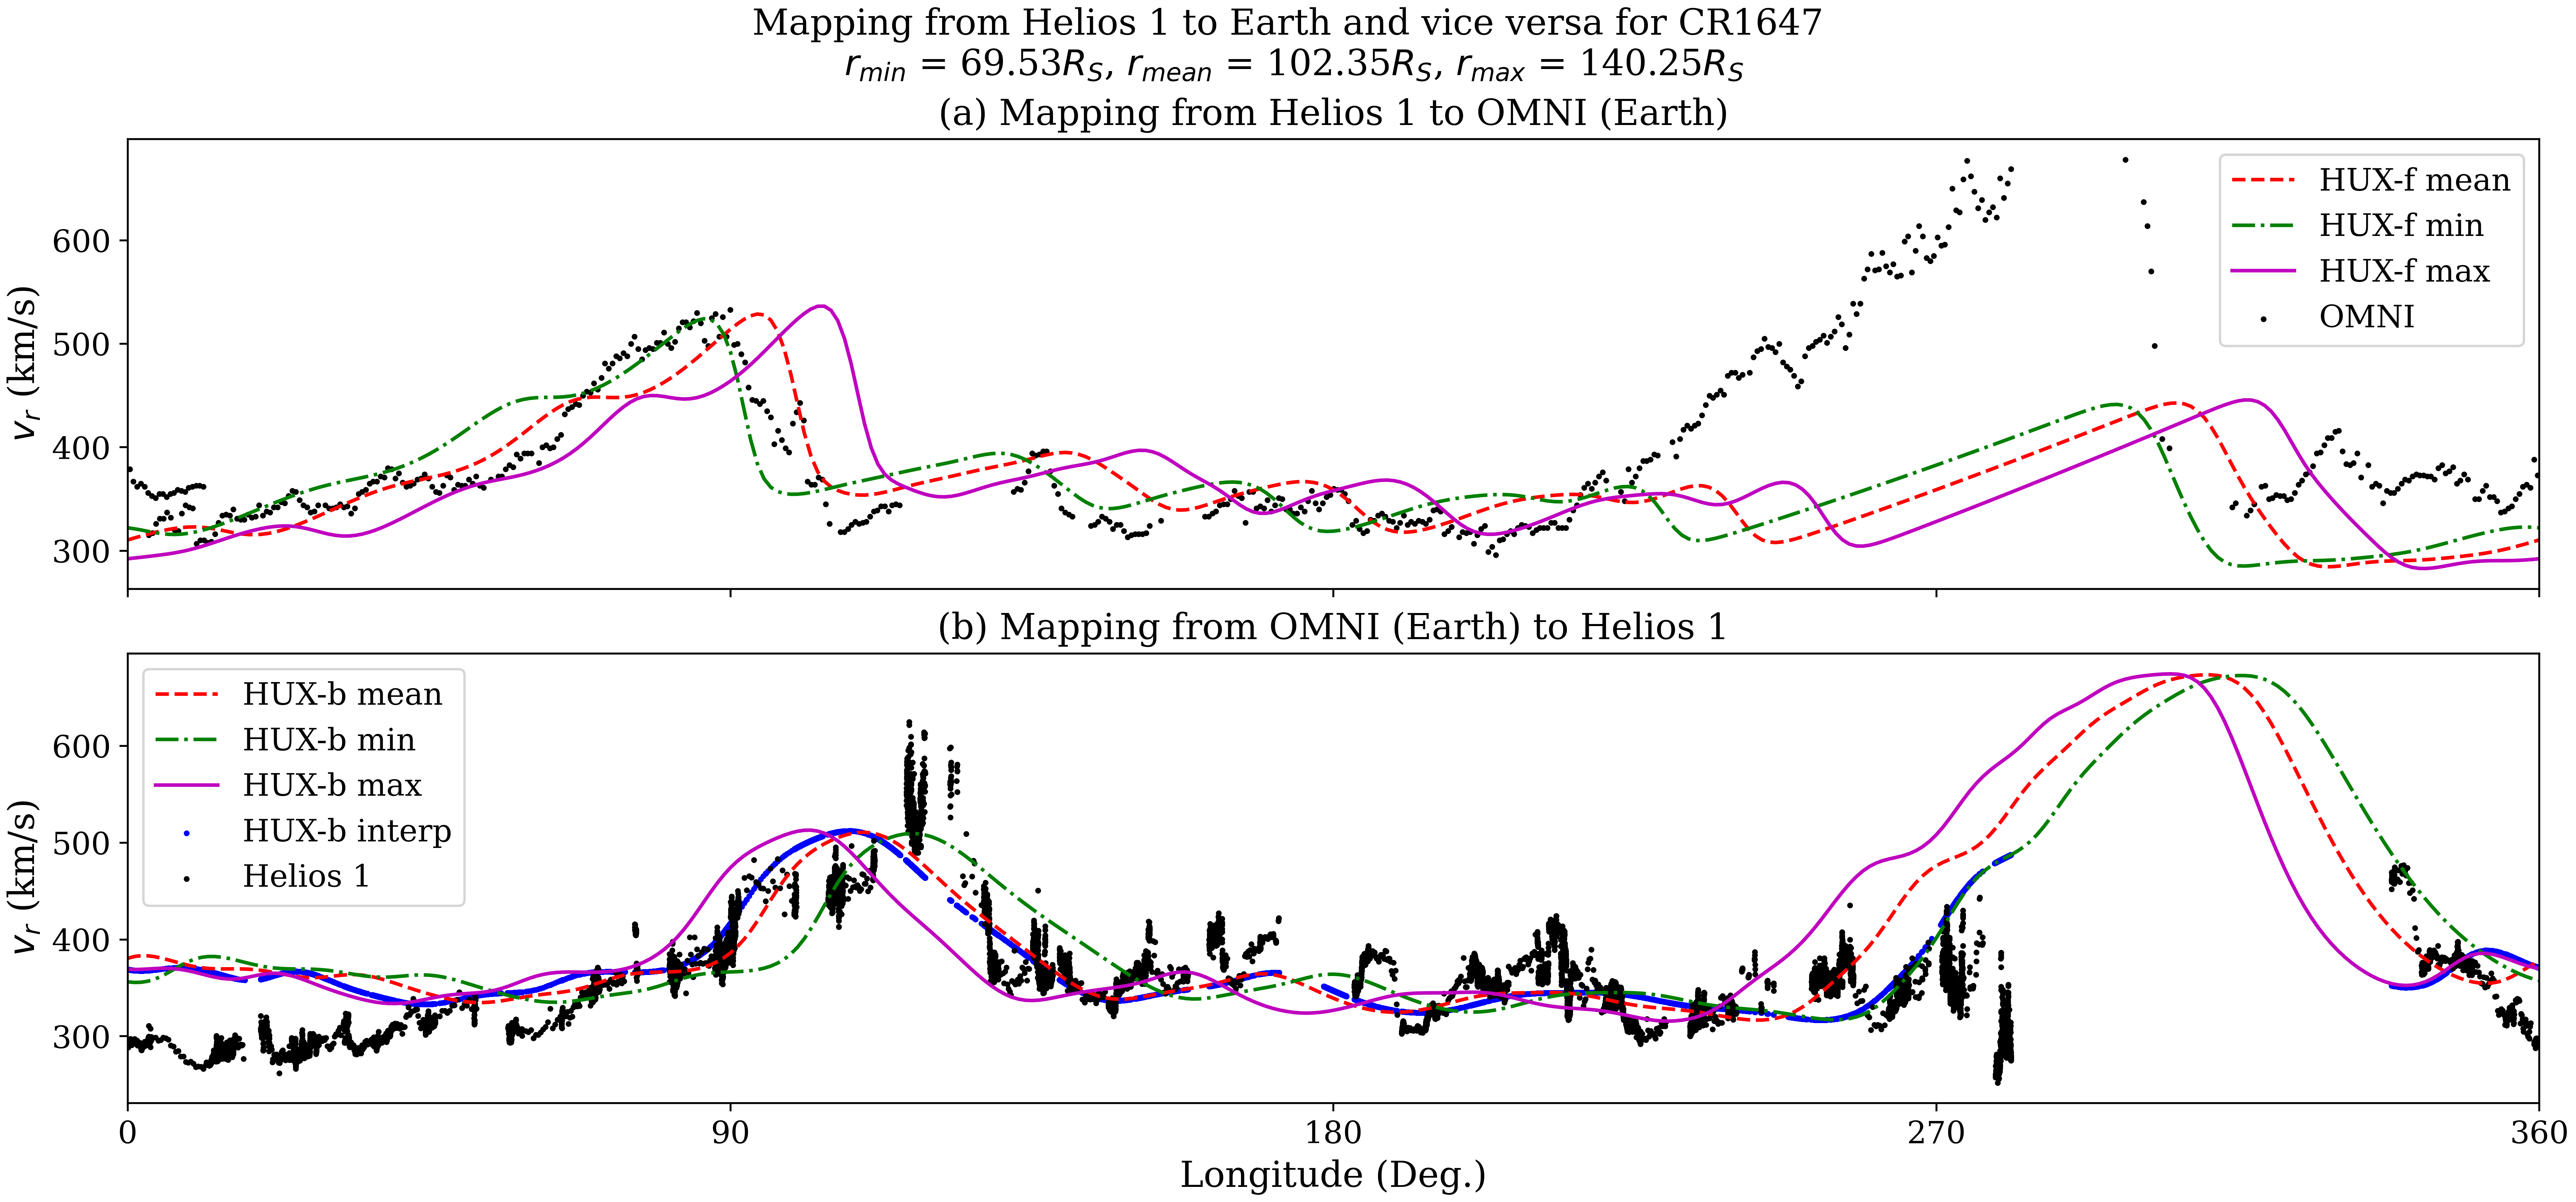 Mapping from Helios 1 to Earth and vice versa for CR1647
r_min = 69.53R_S, r_mean = 102.35R_S, r_max = 140.25R_S
(a) Mapping from Helios 1 to OMNI (Earth)
v_r (km/s)
600
500
400
300
HUX-f mean
HUX-f min
HUX-f max
OMNI
(b) Mapping from OMNI (Earth) to Helios 1
v_r (km/s)
600
500
400
300
HUX-b mean
HUX-b min
HUX-b max
HUX-b interp
Helios 1
0 90 180 270 360
Longitude (Deg.)